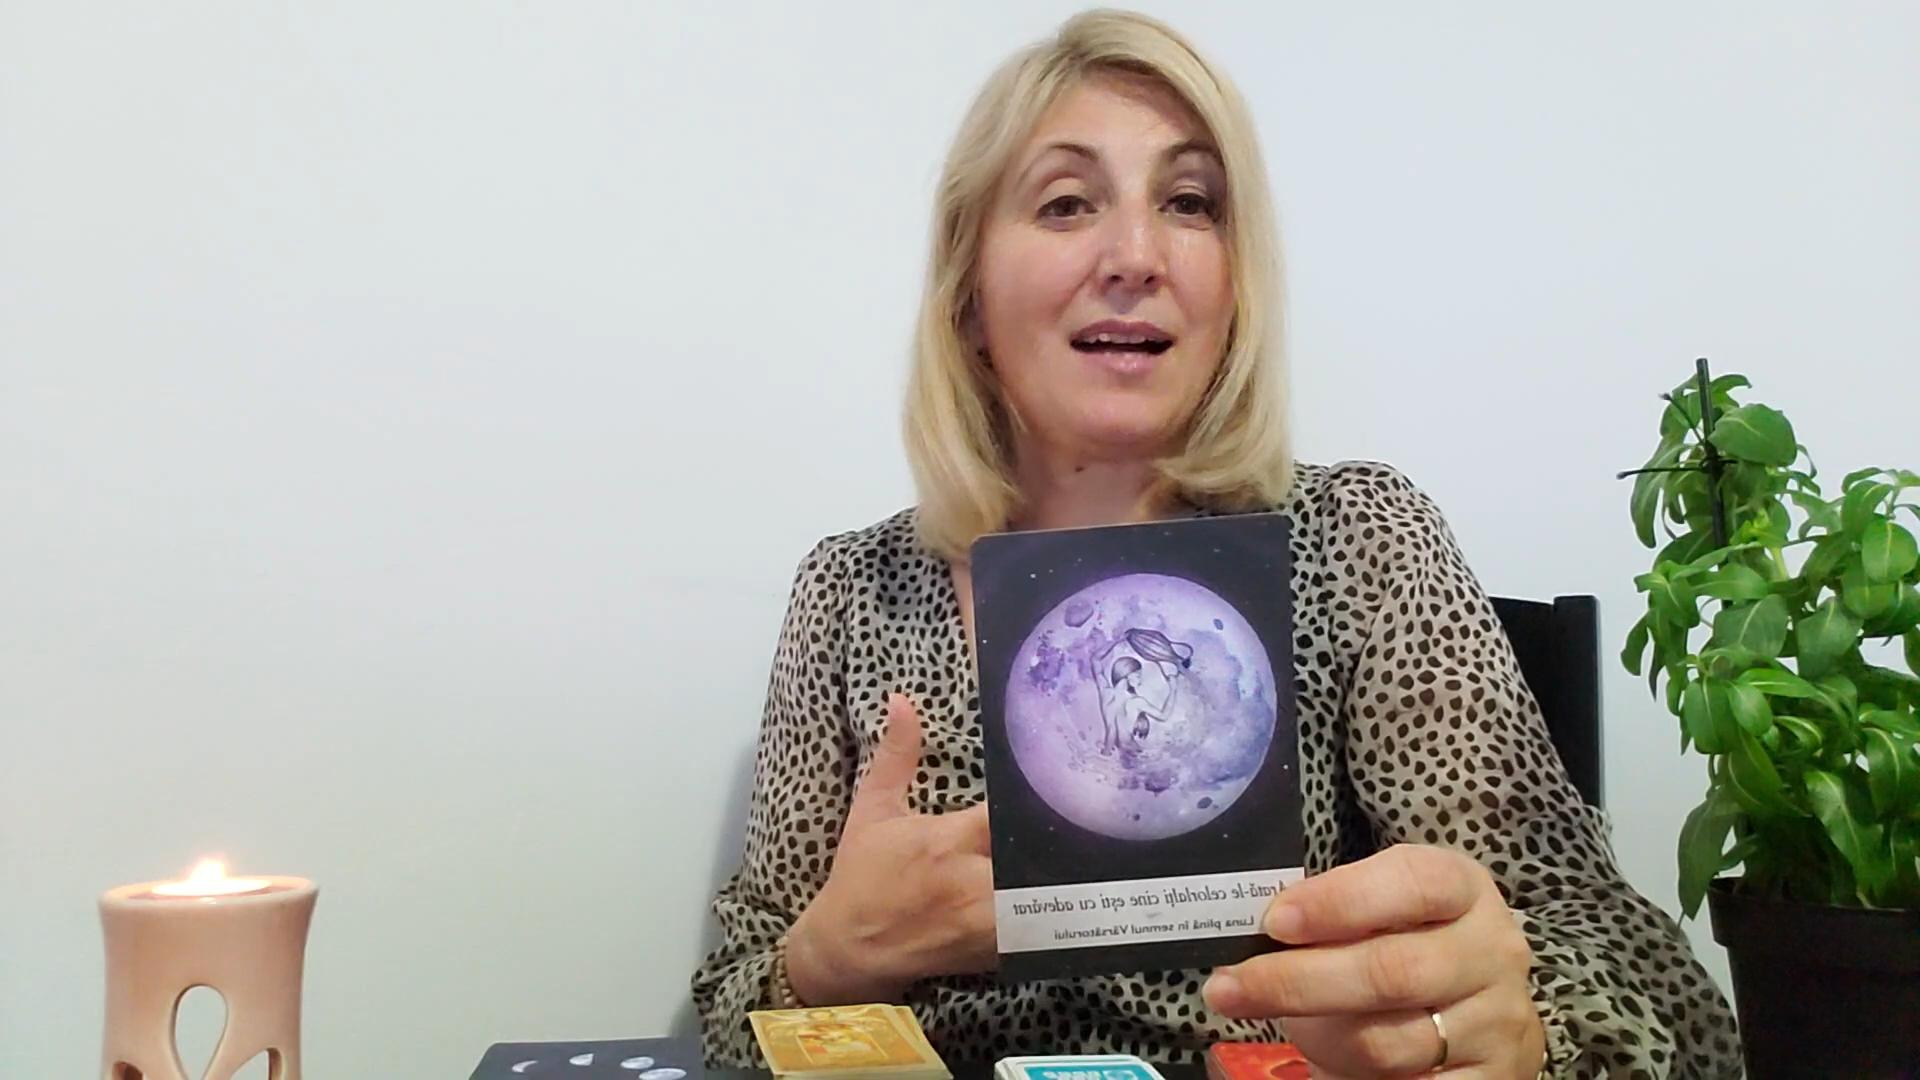 Arată-le celorlalți cine ești cu adevărat
Luna plină în semnul Vărsătorului